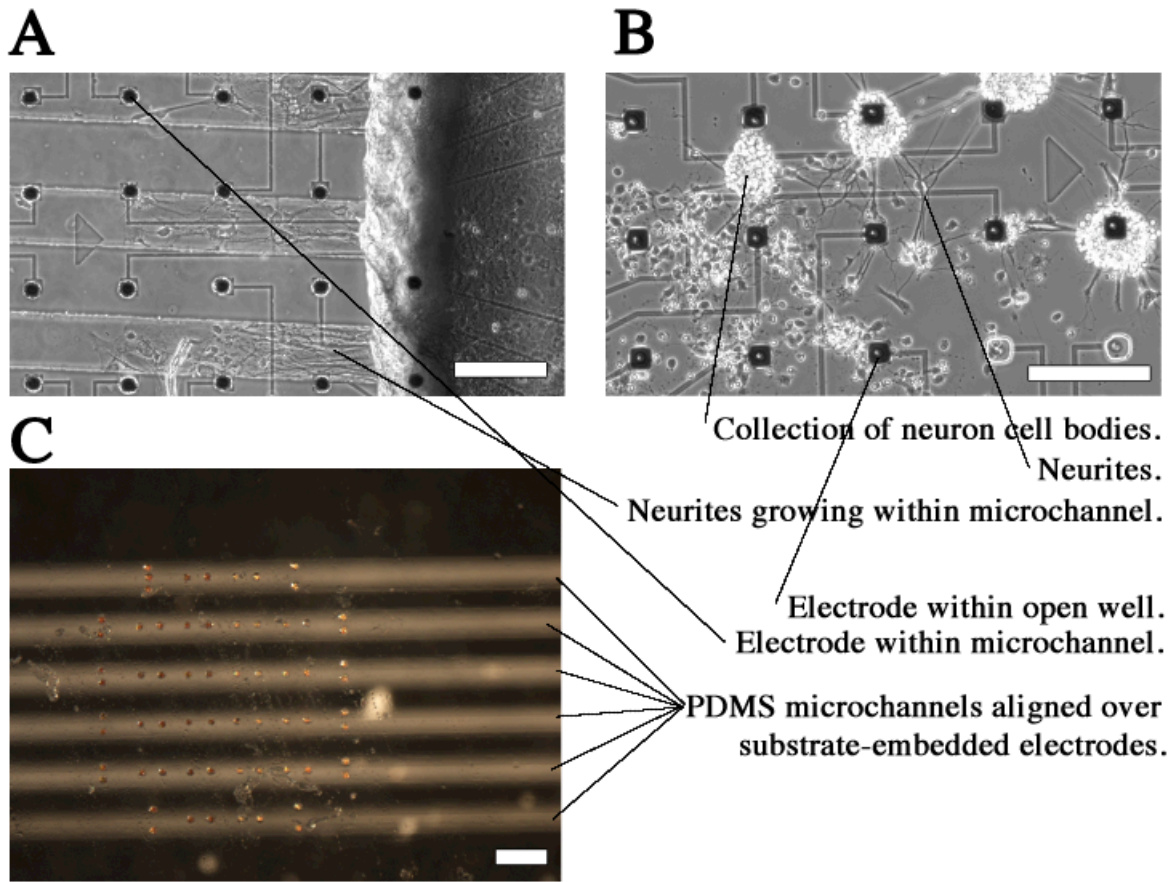 A
B
Collection of neuron cell bodies.
Neurites.
C
Neurites growing within microchannel.
Electrode within open well.
Electrode within microchannel.
PDMS microchannels aligned over
substrate-embedded electrodes.